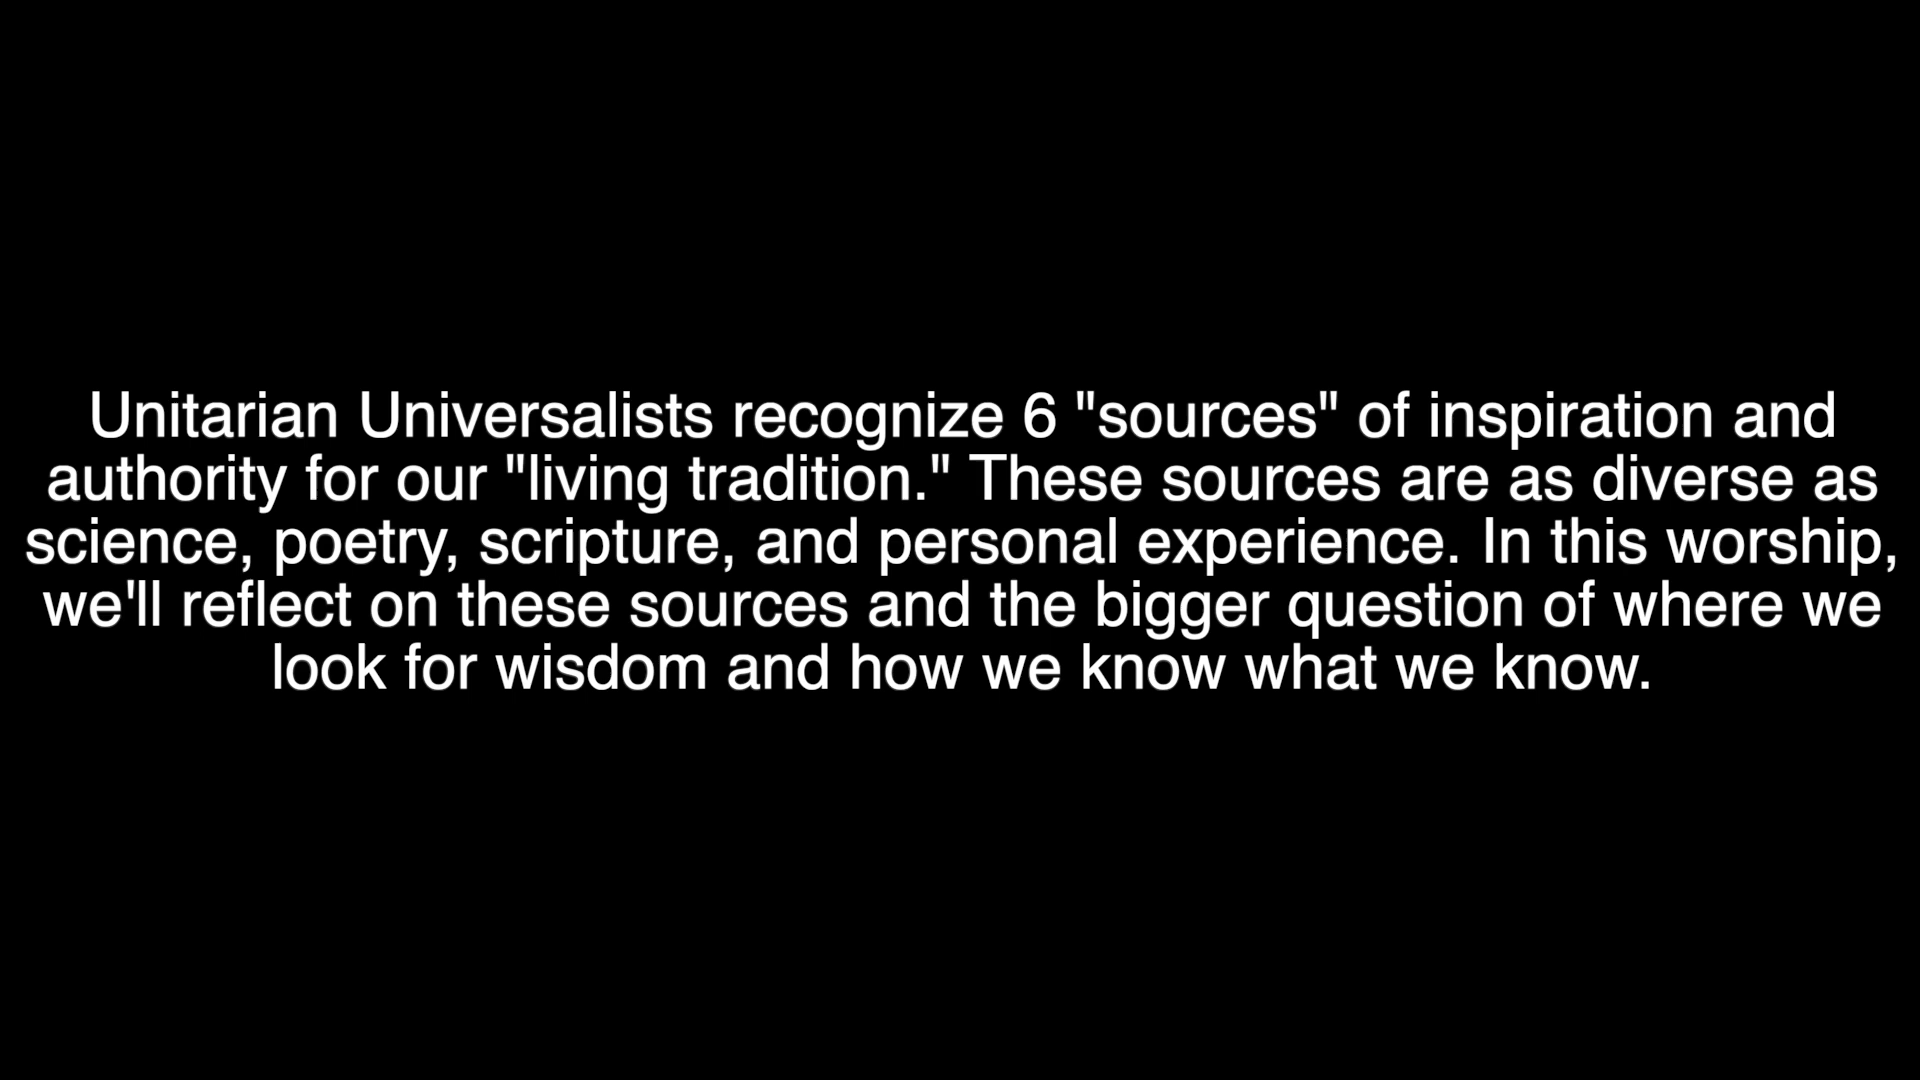 Unitarian Universalists recognize 6 "sources" of inspiration and
authority for our "living tradition." These sources are as diverse as
science, poetry, scripture, and personal experience. In this worship,
we'll reflect on these sources and the bigger question of where we
look for wisdom and how we know what we know.